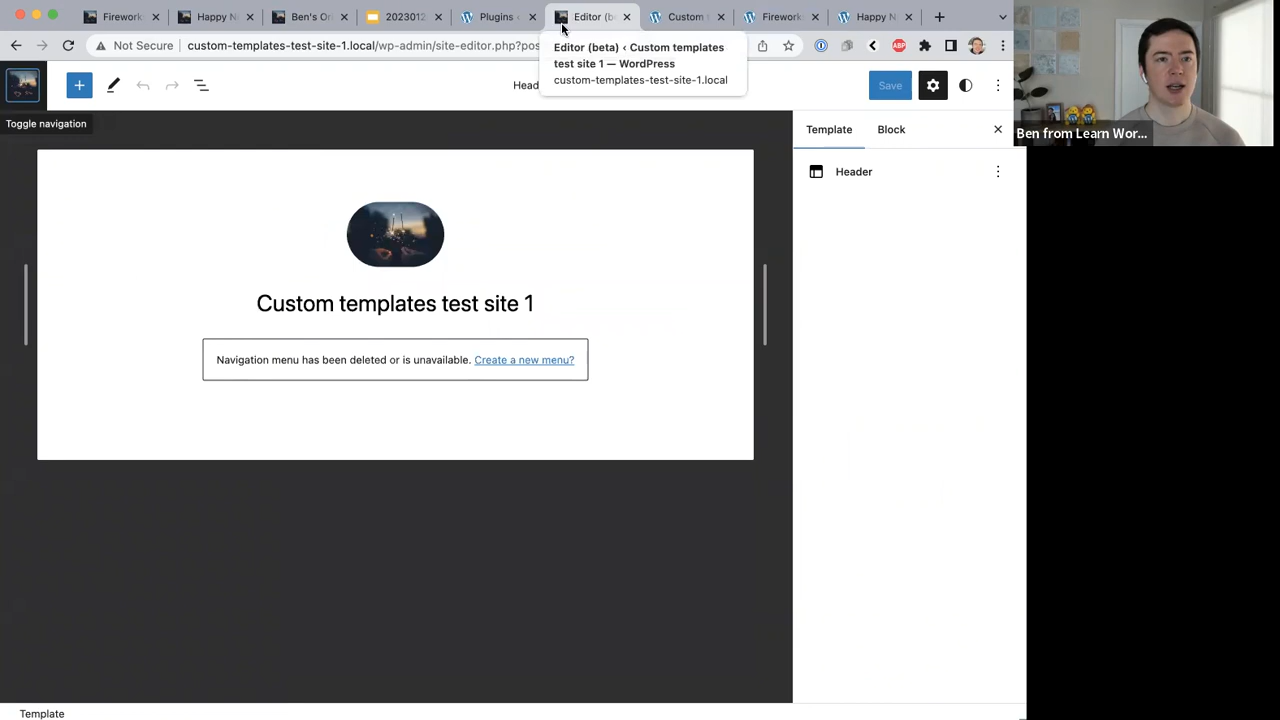 Firework
Happy N
Ben's On
2023012
Plugins
Editor (b
Custom
Firework
Happy N
Not Secure
custom-templates-test-site-1.local/wp-admin/site-editor.php?pos
Editor (beta) ‹ Custom templates
test site 1 — WordPress
custom-templates-test-site-1.local
Head
Save
Toggle navigation
Template
Block
Header
Custom templates test site 1
Navigation menu has been deleted or is unavailable. Create a new menu?
Ben from Learn Wor...
ABP
Template